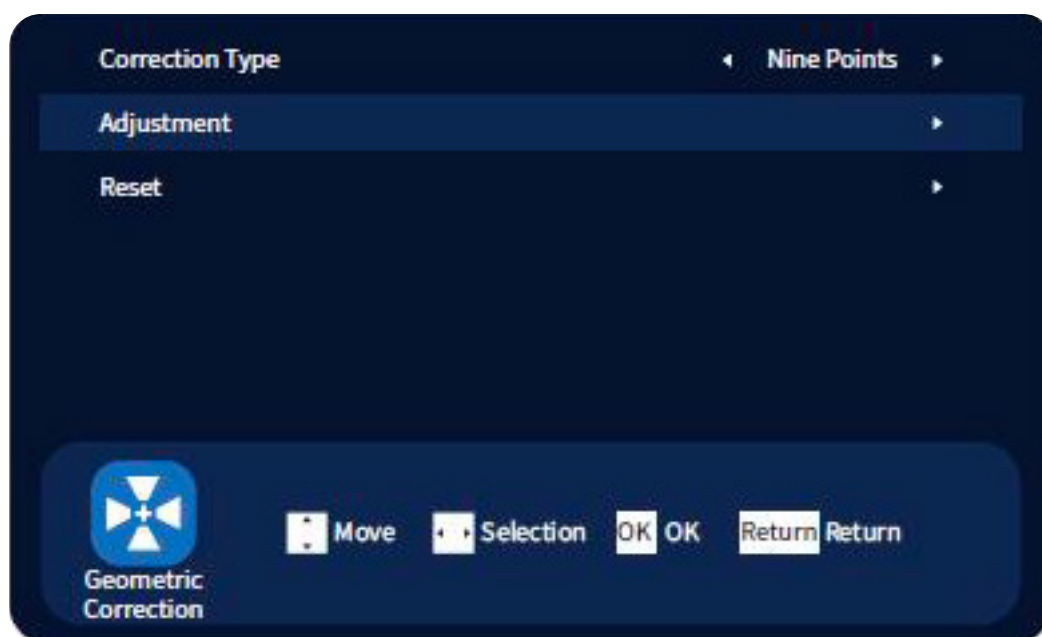 Correction Type Nine Points
Adjustment
Reset
Move Selection OK OK Return Return
Geometric
Correction